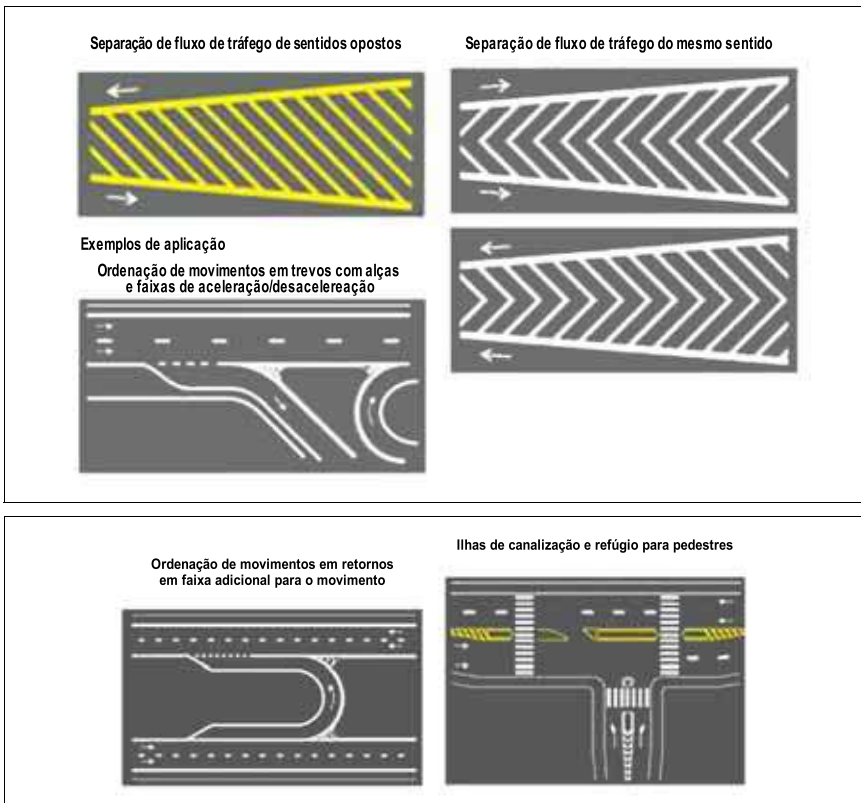 Separação de fluxo de tráfego de sentidos opostos
Separação de fluxo de tráfego do mesmo sentido
Exemplos de aplicação
Ordenação de movimentos em trevos com alças
e faixas de aceleração/desacelereação
Ordenação de movimentos em retornos
em faixa adicional para o movimento
Ilhas de canalização e refúgio para pedestres